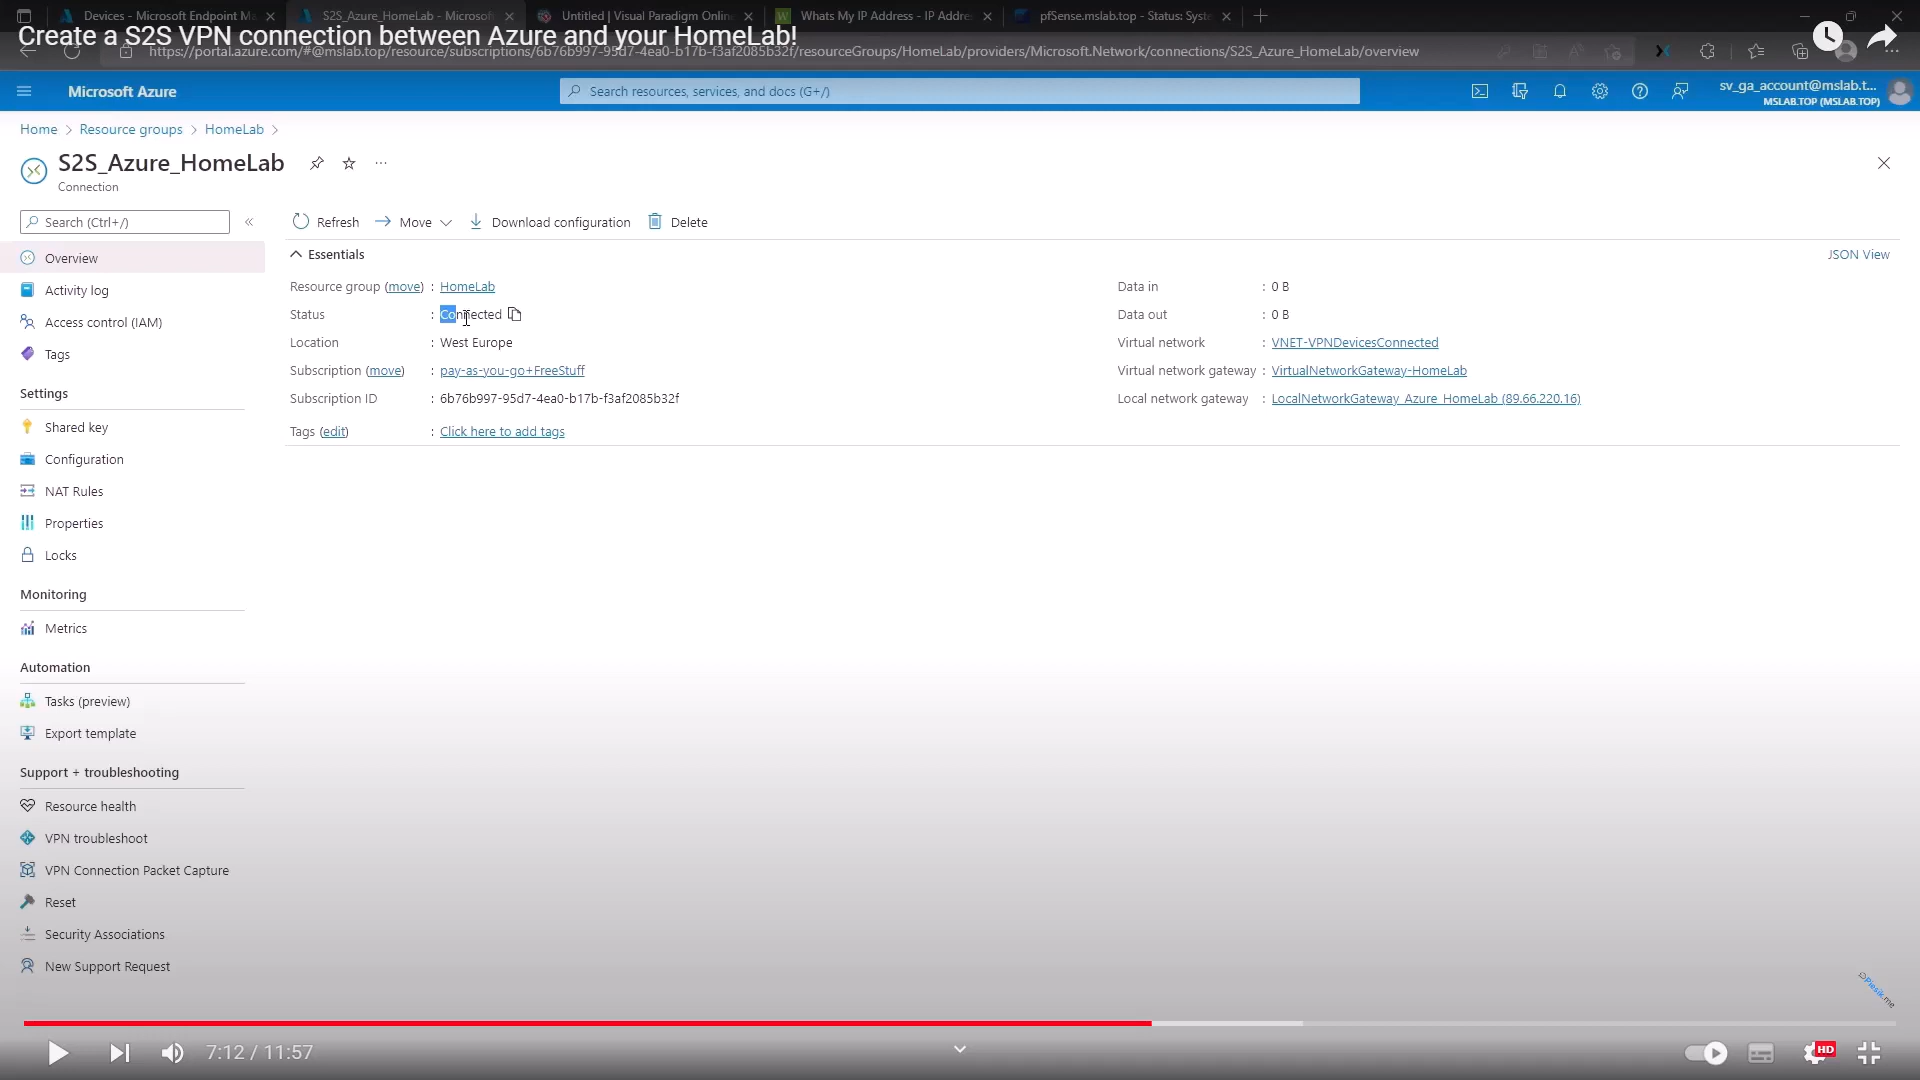 Devices - Microsoft Endpoint Ma
S2S_Azure_HomeLab - Microsoft
Untitled | Visual Paradigm Online
Whats My IP Address - IP Addre
pfSense.mslab.top - Status: Syste
Create a S2S VPN connection between Azure and your HomeLab!
https://portal.azure.com/#@mslab.top/resource/subscriptions/6b76b997-95d7-4ea0-b17b-f3af2085b32f/resourceGroups/HomeLab/providers/Microsoft.Network/connections/S2S_Azure_HomeLab/overview
Microsoft Azure
Search resources, services, and docs (G+/)
sv_ga_account@mslab.t...
MSLAB.TOP (MSLAB.TOP)
Home > Resource groups > HomeLab >
S2S_Azure_HomeLab
Connection
Search (Ctrl+/)
Refresh
Move
Download configuration
Delete
Overview
Activity log
Access control (IAM)
Tags
Settings
Shared key
Configuration
NAT Rules
Properties
Locks
Monitoring
Metrics
Automation
Tasks (preview)
Export template
Support + troubleshooting
Resource health
VPN troubleshoot
VPN Connection Packet Capture
Reset
Security Associations
New Support Request
Essentials
JSON View
Resource group (move) : HomeLab
Status : Connected
Location : West Europe
Subscription (move) : pay-as-you-go+FreeStuff
Subscription ID : 6b76b997-95d7-4ea0-b17b-f3af2085b32f
Tags (edit) : Click here to add tags
Data in : 0 B
Data out : 0 B
Virtual network : VNET-VPNDevicesConnected
Virtual network gateway : VirtualNetworkGateway-HomeLab
Local network gateway : LocalNetworkGateway_Azure_HomeLab (89.66.220.16)
Plesik.me
7:12 / 11:57
HD